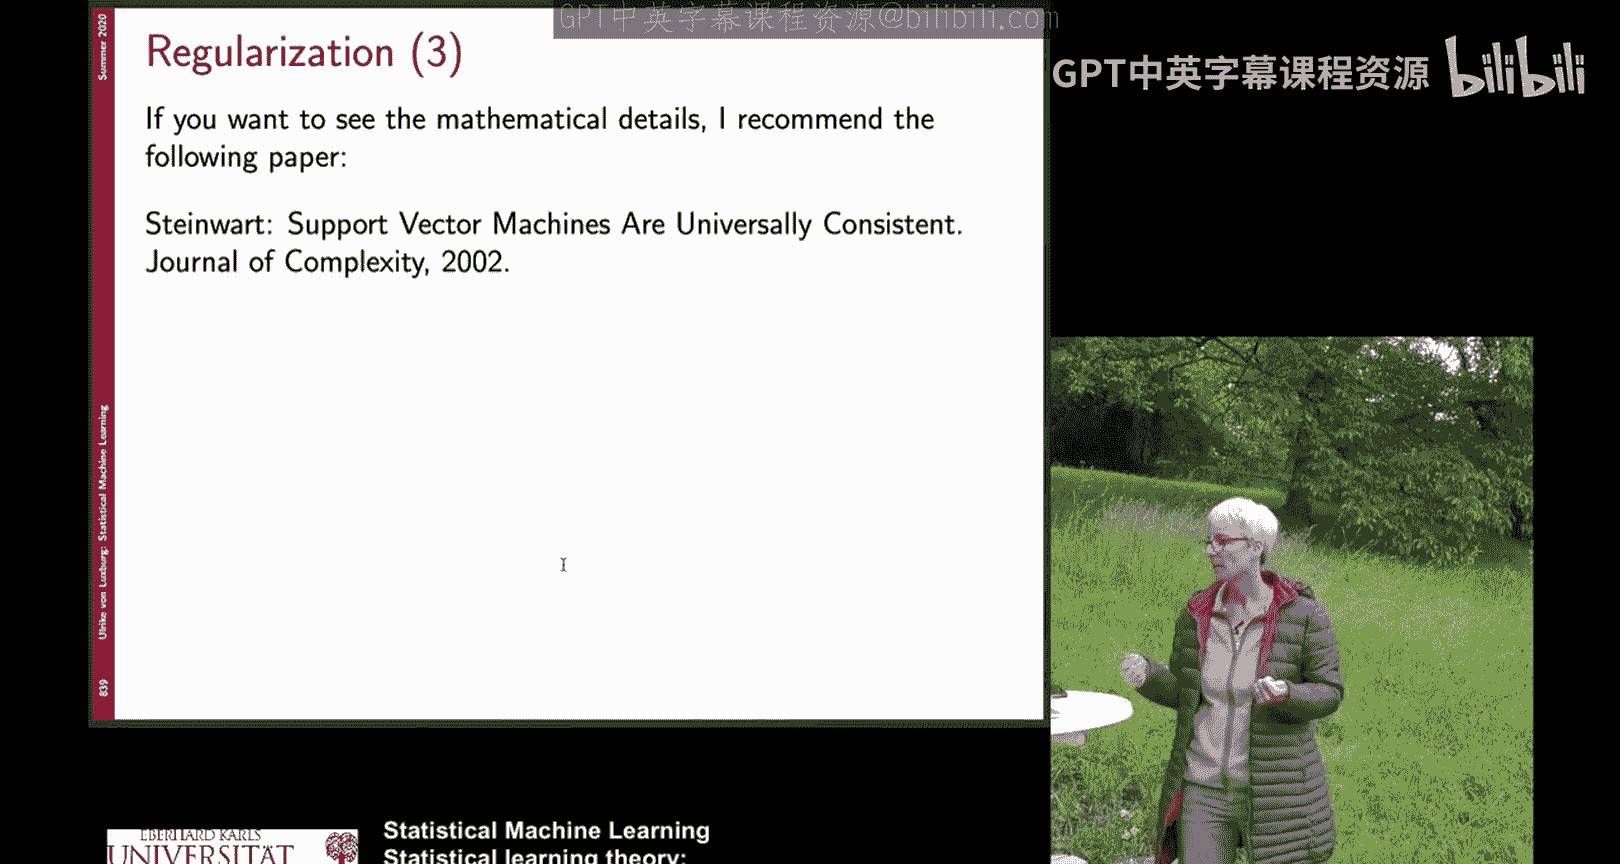 GPT中英字幕课程资源@bilibili.com
GPT中英字幕课程资源 bilibili
Summer 2020
Regularization (3)
If you want to see the mathematical details, I recommend the
following paper:
Steinwart: Support Vector Machines Are Universally Consistent.
Journal of Complexity, 2002.
Ulrike von Luxburg: Statistical Machine Learning
839
EBERHARD KARLS
UNIVERSITÄT
Statistical Machine Learning
Statistical learning theory: